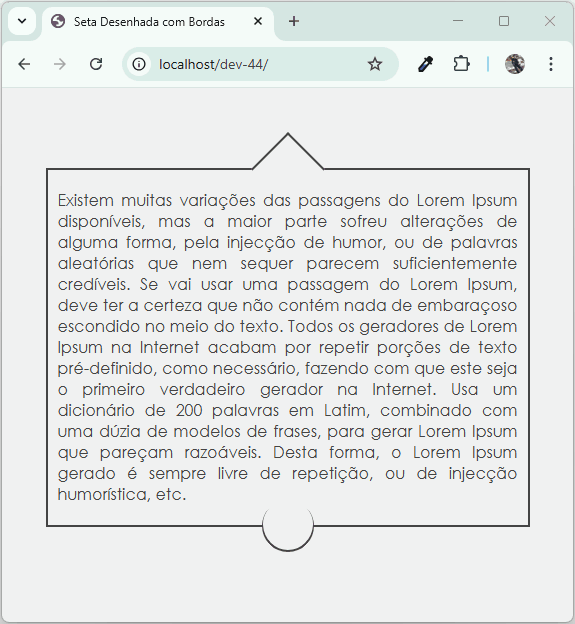 Seta Desenhada com Bordas
localhost/dev-44/
Existem muitas variações das passagens do Lorem Ipsum
disponíveis, mas a maior parte sofreu alterações de
alguma forma, pela injecção de humor, ou de palavras
aleatórias que nem sequer parecem suficientemente
credíveis. Se vai usar uma passagem do Lorem Ipsum,
deve ter a certeza que não contém nada de embaraçoso
escondido no meio do texto. Todos os geradores de Lorem
Ipsum na Internet acabam por repetir porções de texto
pré-definido, como necessário, fazendo com que este seja
o primeiro verdadeiro gerador na Internet. Usa um
dicionário de 200 palavras em Latim, combinado com
uma dúzia de modelos de frases, para gerar Lorem Ipsum
que pareçam razoáveis. Desta forma, o Lorem Ipsum
gerado é sempre livre de repetição, ou de injecção
humorística, etc.